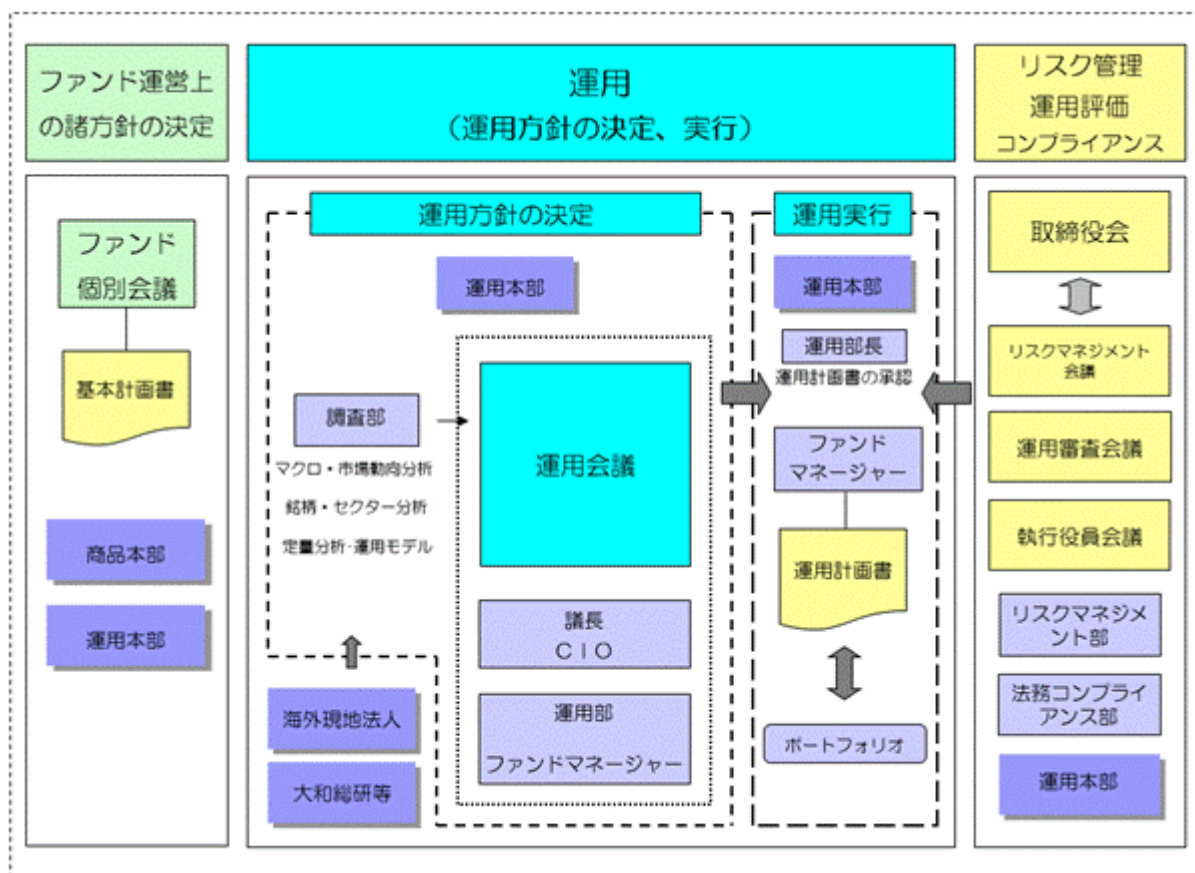 ファンド運営上
の諸方針の決定
運用
（運用方針の決定、実行）
リスク管理
運用評価
コンプライアンス
ファンド
個別会議
基本計画書
商品本部
運用本部
運用方針の決定
運用本部
調査部
マクロ・市場動向分析
銘柄・セクター分析
定量分析・運用モデル
運用会議
議長
ＣＩＯ
運用部
ファンドマネージャー
海外現地法人
大和総研等
運用実行
運用本部
運用部長
運用計画書の承認
ファンド
マネージャー
運用計画書
ポートフォリオ
取締役会
リスクマネジメント
会議
運用審査会議
執行役員会議
リスクマネジメ
ント部
法務コンプライ
アンス部
運用本部